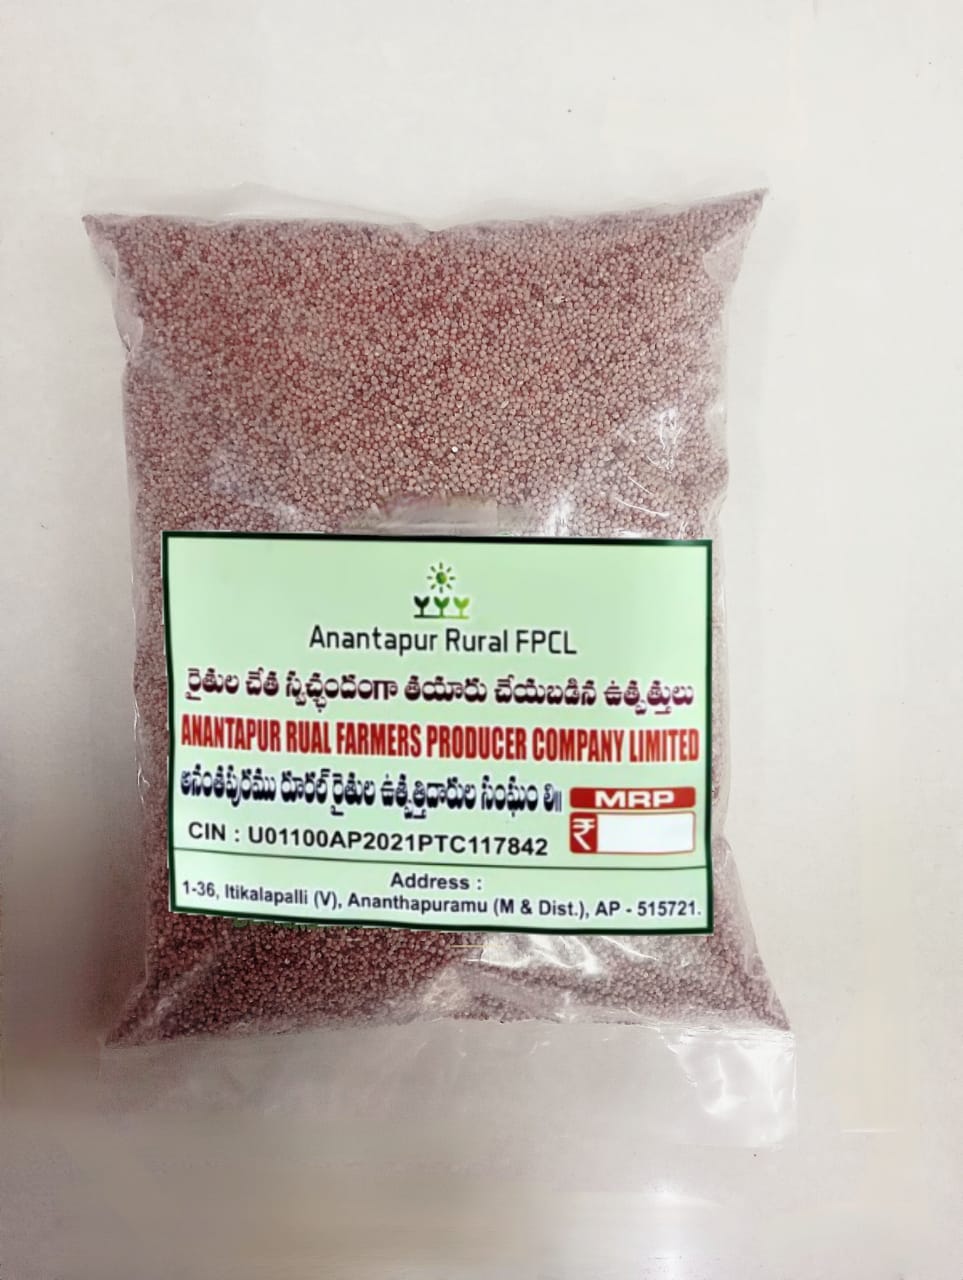 Anantapur Rural FPCL
రైతుల చేత స్వచ్ఛందంగా తయారు చేయబడిన ఉత్పత్తులు
ANANTAPUR RUAL FARMERS PRODUCER COMPANY LIMITED
అనంతపురము రూరల్ రైతుల ఉత్పత్తిదారుల సంఘం లి॥
MRP
₹
CIN : U01100AP2021PTC117842
Address :
1-36, Itikalapalli (V), Ananthapuramu (M & Dist.), AP - 515721.